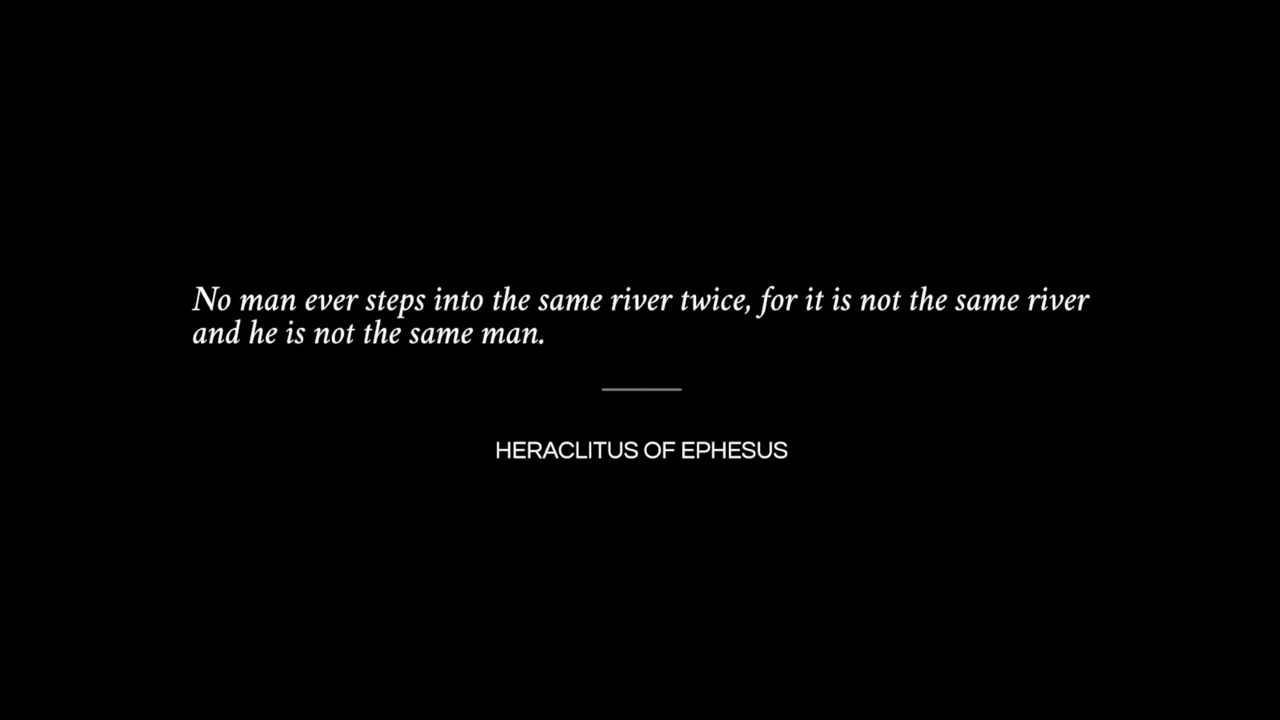 No man ever steps into the same river twice, for it is not the same river
and he is not the same man.
HERACLITUS OF EPHESUS